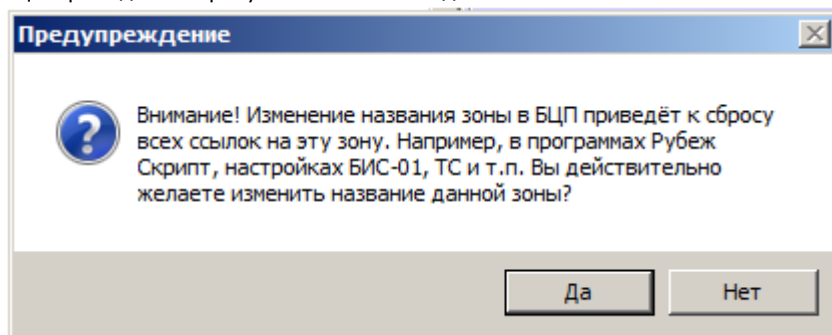 Предупреждение
Внимание! Изменение названия зоны в БЦП приведёт к сбросу
всех ссылок на эту зону. Например, в программах Рубеж
Скрипт, настройках БИС-01, ТС и т.п. Вы действительно
желаете изменить название данной зоны?
Да
Нет